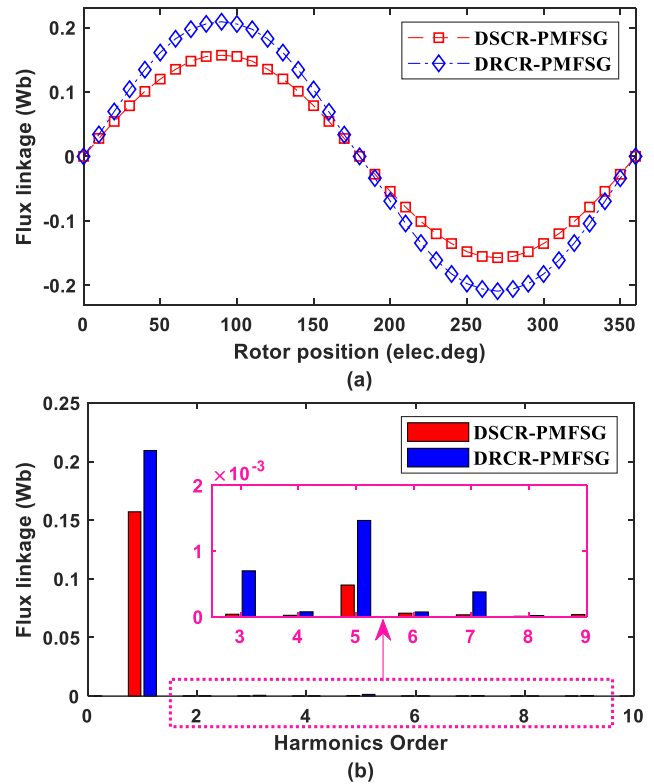 Flux linkage (Wb)
0.2
0.1
0
-0.1
-0.2
DSCR-PMFSG
DRCR-PMFSG
0 50 100 150 200 250 300 350
Rotor position (elec.deg)
(a)
Flux linkage (Wb)
0.25
0.2
0.15
0.1
0.05
0
DSCR-PMFSG
DRCR-PMFSG
×10^-3
2
1
0
3 4 5 6 7 8 9
0 2 4 6 8 10
Harmonics Order
(b)